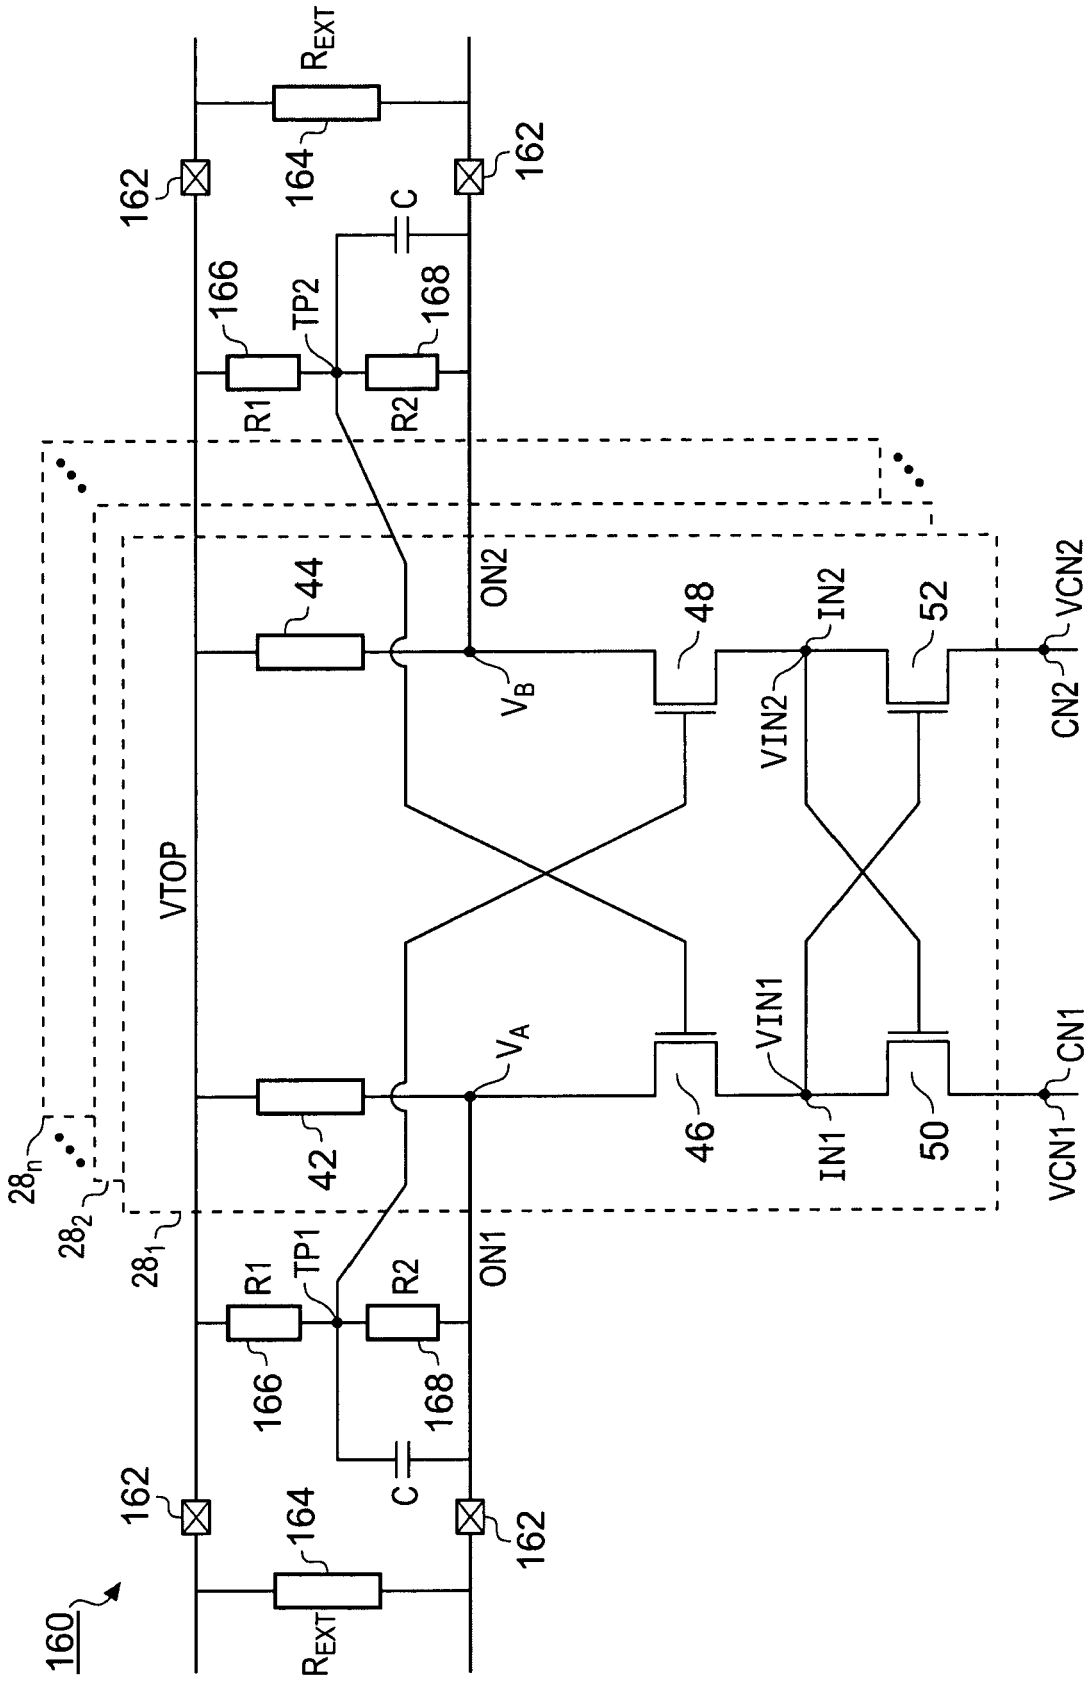 160
R_EXT
164
162
162
C
166
R1
TP1
R2
168
ON1
28_1
28_2
28_n
VTOP
42
V_A
46
VIN1
IN1
50
VCN1
CN1
44
V_B
ON2
48
VIN2
IN2
52
CN2
VCN2
R1
166
TP2
R2
168
C
162
162
164
R_EXT